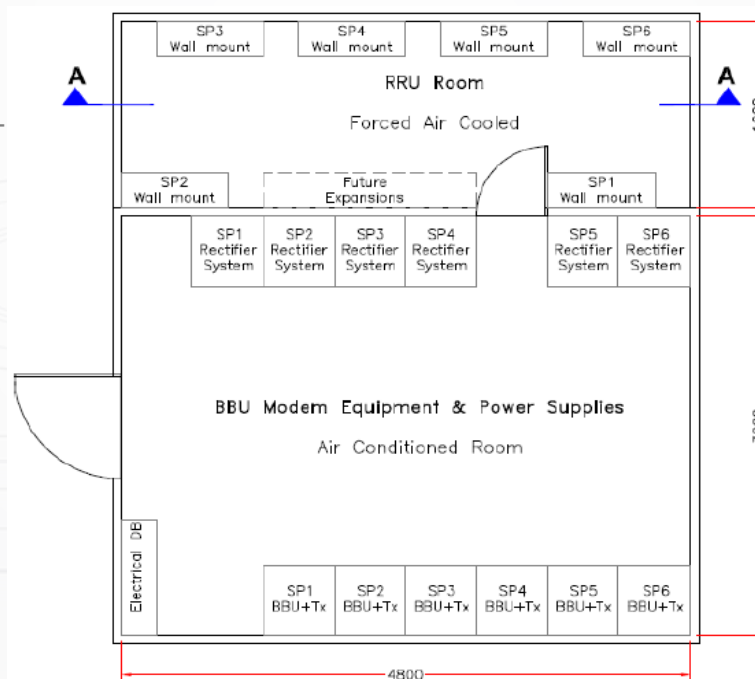 SP3
Wall mount
SP4
Wall mount
SP5
Wall mount
SP6
Wall mount
A
A
RRU Room
Forced Air Cooled
SP2
Wall mount
Future
Expansions
SP1
Wall mount
SP1
Rectifier
System
SP2
Rectifier
System
SP3
Rectifier
System
SP4
Rectifier
System
SP5
Rectifier
System
SP6
Rectifier
System
BBU Modem Equipment & Power Supplies
Air Conditioned Room
Electrical DB
SP1
BBU+Tx
SP2
BBU+Tx
SP3
BBU+Tx
SP4
BBU+Tx
SP5
BBU+Tx
SP6
BBU+Tx
4800